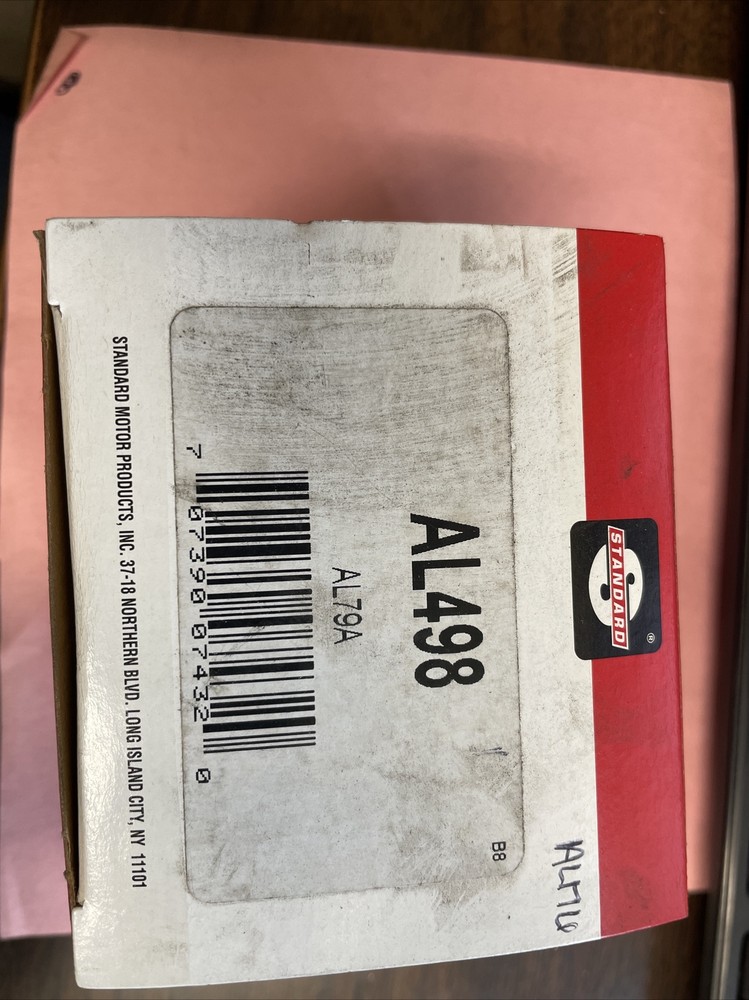 STANDARD
®
AL498
AL79A
7 07390 07432 0
B8
STANDARD MOTOR PRODUCTS, INC. 37-18 NORTHERN BLVD. LONG ISLAND CITY, NY 11101